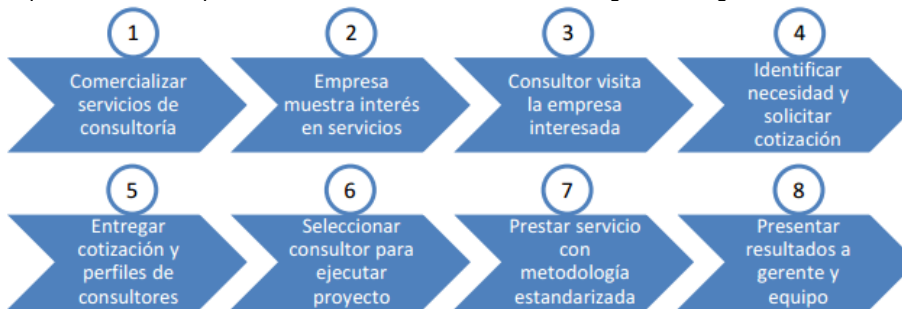 1
Comercializar
servicios de
consultoría
2
Empresa
muestra interés
en servicios
3
Consultor visita
la empresa
interesada
4
Identificar
necesidad y
solicitar
cotización
5
Entregar
cotización y
perfiles de
consultores
6
Seleccionar
consultor para
ejecutar
proyecto
7
Prestar servicio
con
metodología
estandarizada
8
Presentar
resultados a
gerente y
equipo